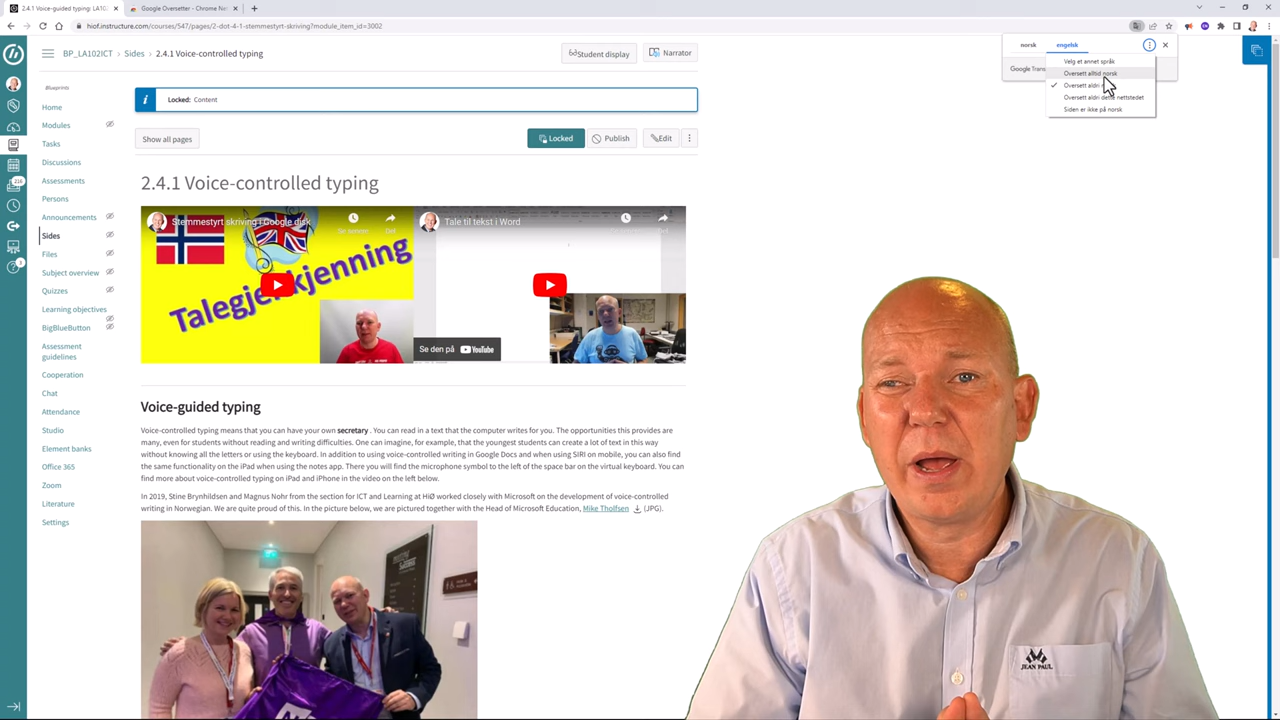 2.4.1 Voice-guided typing: LA102
Google Oversetter - Chrome Net
hiof.instructure.com/courses/547/pages/2-dot-4-1-stemmestyrt-skriving?module_item_id=3002
BP_LA102ICT > Sides > 2.4.1 Voice-controlled typing
Student display
Narrator
norsk
engelsk
Google Tran
Velg et annet språk
Oversett alltid norsk
Oversett aldri
Oversett aldri dette nettstedet
Siden er ikke på norsk
Blueprints
Home
Modules
Tasks
Discussions
Assessments
Persons
Announcements
Sides
Files
Subject overview
Quizzes
Learning objectives
BigBlueButton
Assessment
guidelines
Cooperation
Chat
Attendance
Studio
Element banks
Office 365
Zoom
Literature
Settings
Locked: Content
Show all pages
Locked
Publish
Edit
2.4.1 Voice-controlled typing
Stemmestyrt skriving i Google disk
Se senere
Del
Talegjenkjenning
Tale til tekst i Word
Se senere
Del
Se den på YouTube
Voice-guided typing
Voice-controlled typing means that you can have your own secretary . You can read in a text that the computer writes for you. The opportunities this provides are
many, even for students without reading and writing difficulties. One can imagine, for example, that the youngest students can create a lot of text in this way
without knowing all the letters or using the keyboard. In addition to using voice-controlled writing in Google Docs and when using SIRI on mobile, you can also find
the same functionality on the iPad when using the notes app. There you will find the microphone symbol to the left of the space bar on the virtual keyboard. You can
find more about voice-controlled typing on iPad and iPhone in the video on the left below.
In 2019, Stine Brynhildsen and Magnus Nohr from the section for ICT and Learning at HiØ worked closely with Microsoft on the development of voice-controlled
writing in Norwegian. We are quite proud of this. In the picture below, we are pictured together with the Head of Microsoft Education, Mike Tholfsen (JPG).
JEAN PAUL